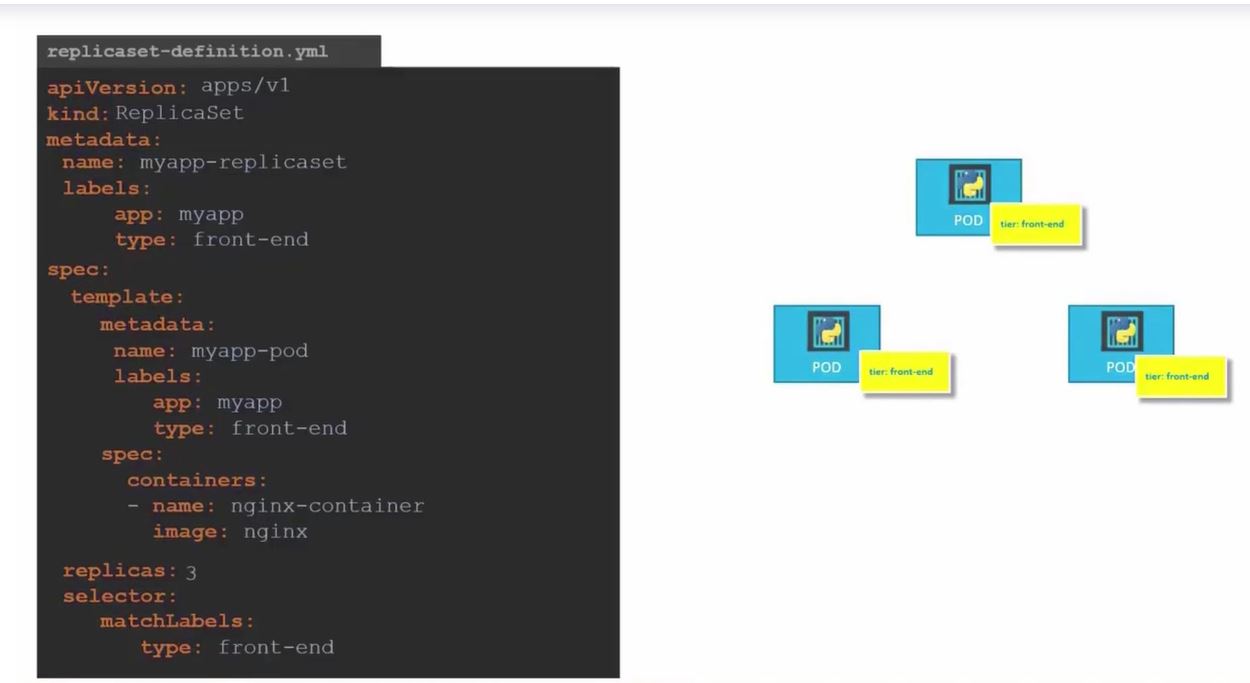 replicaset-definition.yml
apiVersion: apps/v1
kind: ReplicaSet
metadata:
name: myapp-replicaset
labels:
app: myapp
type: front-end
spec:
template:
metadata:
name: myapp-pod
labels:
app: myapp
type: front-end
spec:
containers:
- name: nginx-container
image: nginx
replicas: 3
selector:
matchLabels:
type: front-end
POD
tier: front-end
POD
tier: front-end
POD
tier: front-end